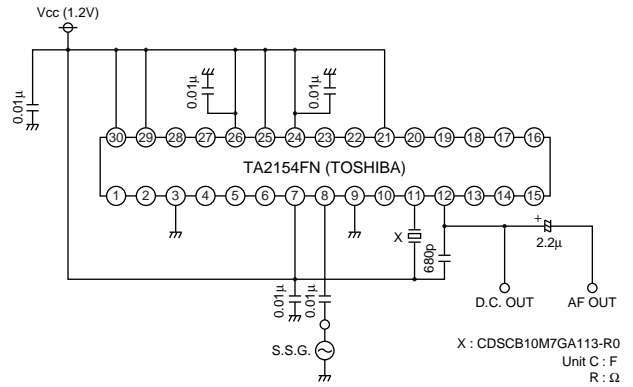 Vcc (1.2V)
0.01μ
0.01μ
0.01μ
30 29 28 27 26 25 24 23 22 21 20 19 18 17 16
TA2154FN (TOSHIBA)
1 2 3 4 5 6 7 8 9 10 11 12 13 14 15
X
680p
+
2.2μ
0.01μ
0.01μ
D.C. OUT
AF OUT
S.S.G.
X : CDSCB10M7GA113-R0
Unit C : F
R : Ω